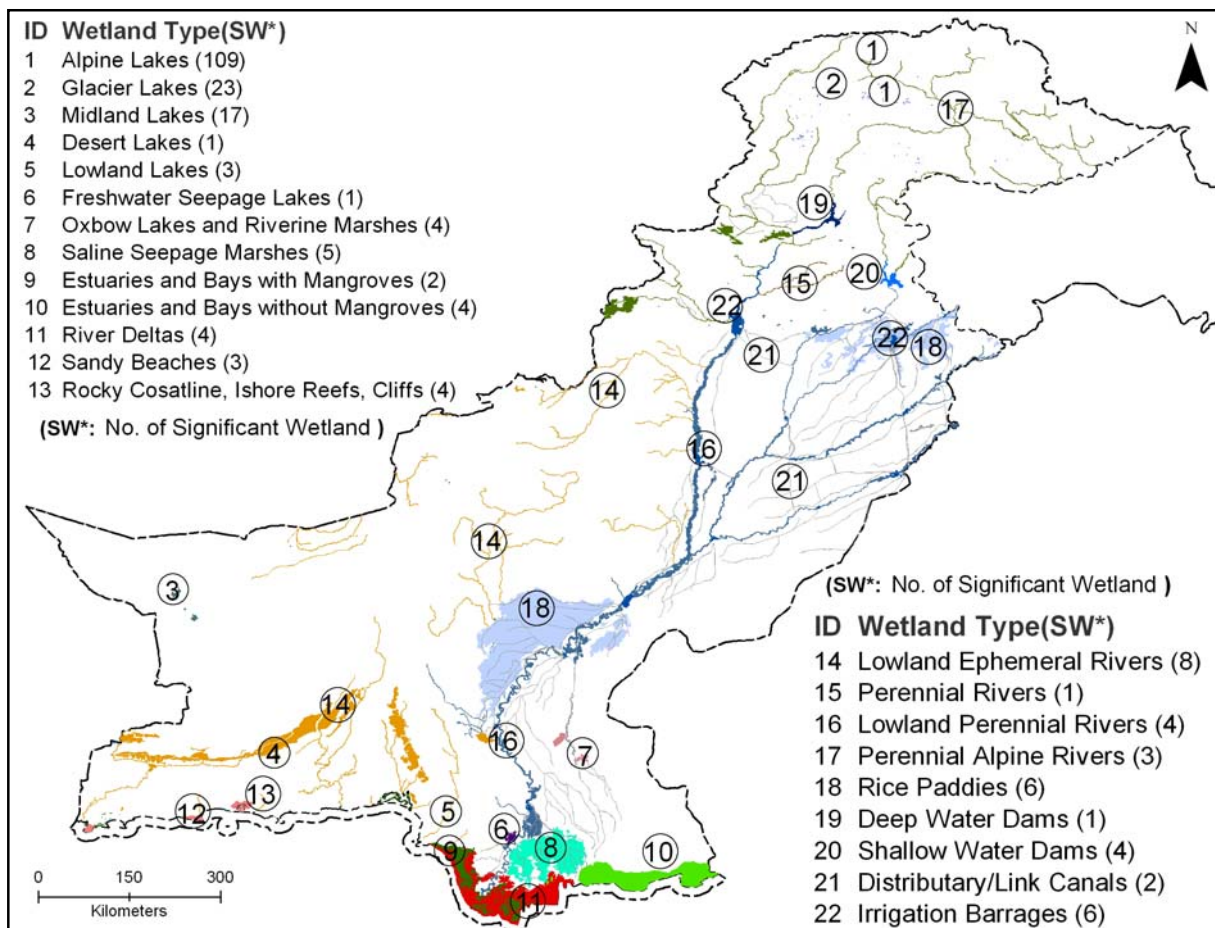 ID Wetland Type(SW*)
1 Alpine Lakes (109)
2 Glacier Lakes (23)
3 Midland Lakes (17)
4 Desert Lakes (1)
5 Lowland Lakes (3)
6 Freshwater Seepage Lakes (1)
7 Oxbow Lakes and Riverine Marshes (4)
8 Saline Seepage Marshes (5)
9 Estuaries and Bays with Mangroves (2)
10 Estuaries and Bays without Mangroves (4)
11 River Deltas (4)
12 Sandy Beaches (3)
13 Rocky Cosatline, Ishore Reefs, Cliffs (4)
(SW*: No. of Significant Wetland )
N
1
2
1
17
19
20
15
22
22
18
21
14
16
21
14
3
18
14
16
4
7
13
12
5
6
8
9
10
11
0 150 300
Kilometers
(SW*: No. of Significant Wetland )
ID Wetland Type(SW*)
14 Lowland Ephemeral Rivers (8)
15 Perennial Rivers (1)
16 Lowland Perennial Rivers (4)
17 Perennial Alpine Rivers (3)
18 Rice Paddies (6)
19 Deep Water Dams (1)
20 Shallow Water Dams (4)
21 Distributary/Link Canals (2)
22 Irrigation Barrages (6)